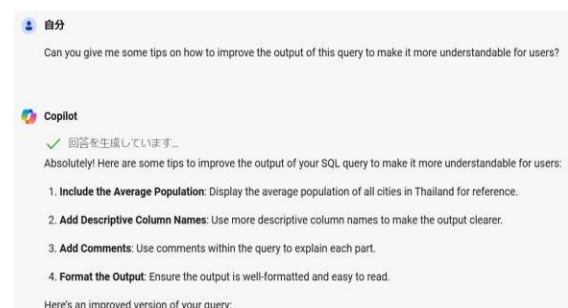 自分
Can you give me some tips on how to improve the output of this query to make it more understandable for users?
Copilot
回答を生成しています...
Absolutely! Here are some tips to improve the output of your SQL query to make it more understandable for users:
1. Include the Average Population: Display the average population of all cities in Thailand for reference.
2. Add Descriptive Column Names: Use more descriptive column names to make the output clearer.
3. Add Comments: Use comments within the query to explain each part.
4. Format the Output: Ensure the output is well-formatted and easy to read.
Here's an improved version of your query: